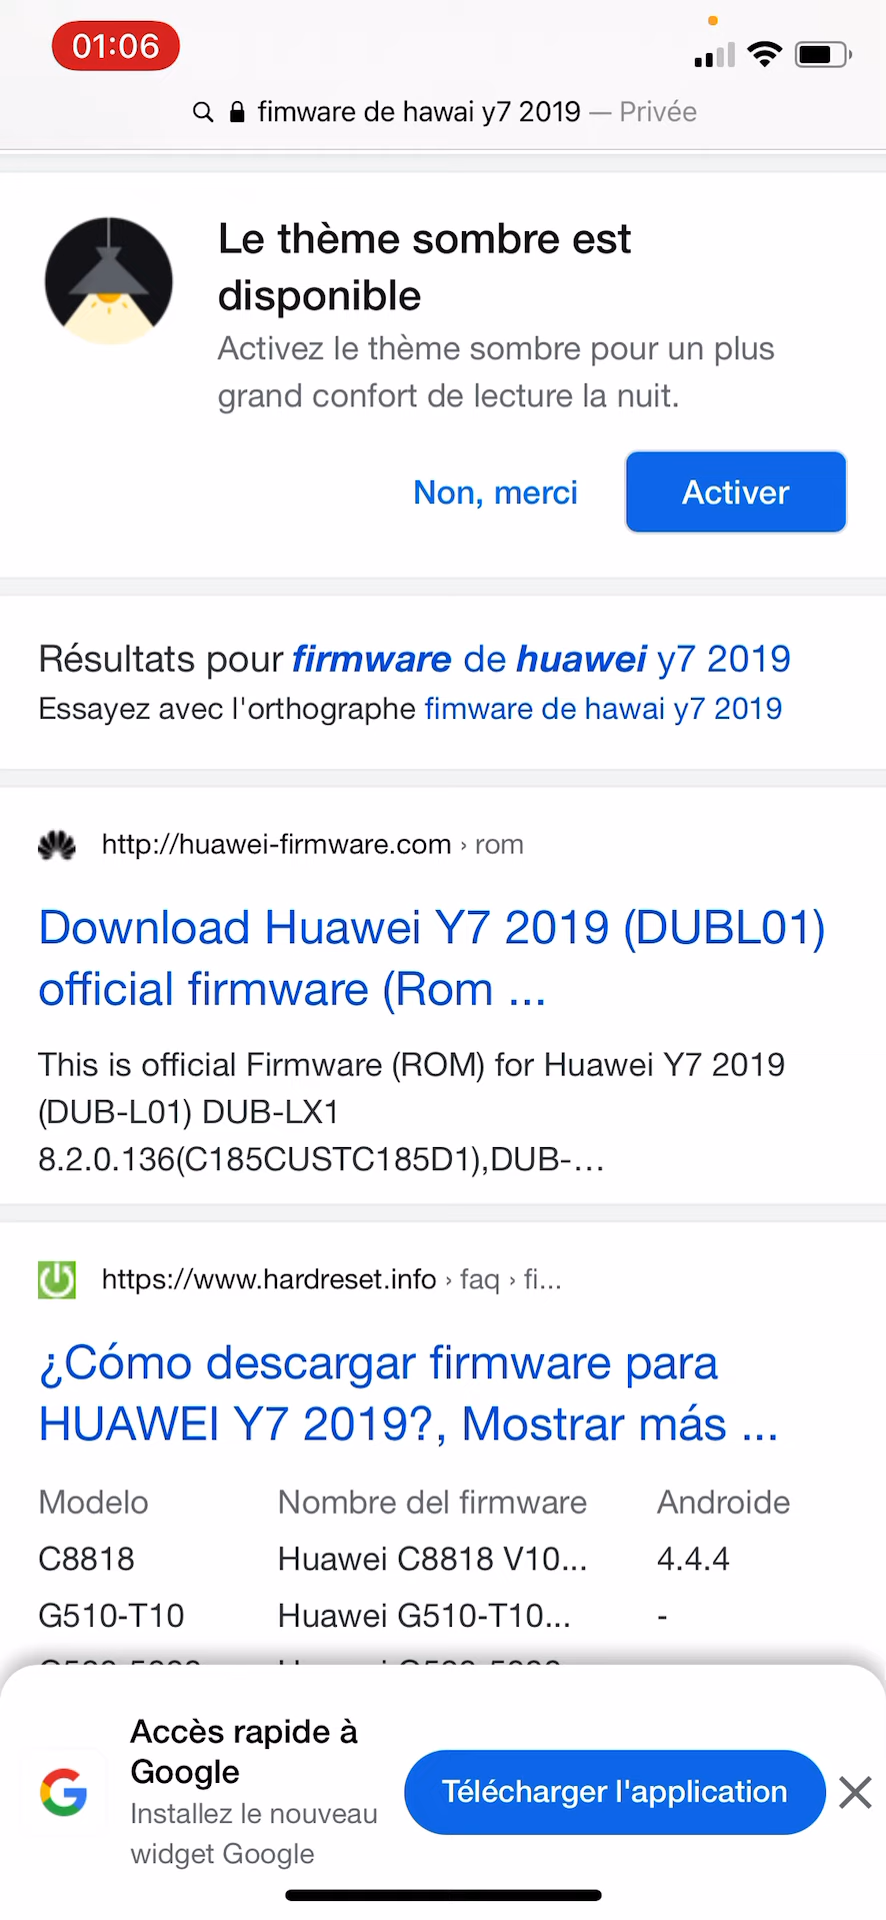 01:06
fimware de hawai y7 2019 — Privée
Le thème sombre est
disponible
Activez le thème sombre pour un plus
grand confort de lecture la nuit.
Non, merci
Activer
Résultats pour firmware de huawei y7 2019
Essayez avec l'orthographe fimware de hawai y7 2019
http://huawei-firmware.com › rom
Download Huawei Y7 2019 (DUBL01)
official firmware (Rom ...
This is official Firmware (ROM) for Huawei Y7 2019
(DUB-L01) DUB-LX1
8.2.0.136(C185CUSTC185D1),DUB-…
https://www.hardreset.info › faq › fi...
¿Cómo descargar firmware para
HUAWEI Y7 2019?, Mostrar más ...
Modelo Nombre del firmware Androide
C8818 Huawei C8818 V10... 4.4.4
G510-T10 Huawei G510-T10... -
Accès rapide à
Google
Installez le nouveau
widget Google
Télécharger l'application